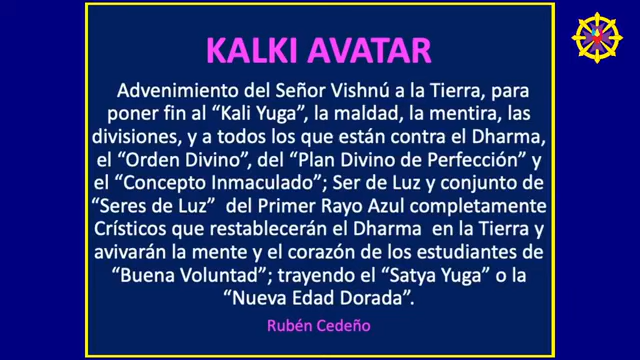 KALKI AVATAR
Advenimiento del Señor Vishnú a la Tierra, para
poner fin al “Kali Yuga”, la maldad, la mentira, las
divisiones, y a todos los que están contra el Dharma,
el “Orden Divino”, del “Plan Divino de Perfección” y
el “Concepto Inmaculado”; Ser de Luz y conjunto de
“Seres de Luz” del Primer Rayo Azul completamente
Crísticos que restablecerán el Dharma en la Tierra y
avivarán la mente y el corazón de los estudiantes de
“Buena Voluntad”; trayendo el “Satya Yuga” o la
“Nueva Edad Dorada”.
Rubén Cedeño